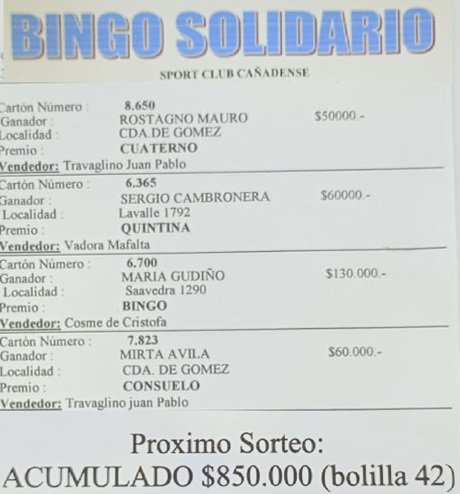 BINGO SOLIDARIO
SPORT CLUB CAÑADENSE
Cartón Número : 8.650
Ganador : ROSTAGNO MAURO $50000.-
Localidad : CDA.DE GOMEZ
Premio : CUATERNO
Vendedor: Travaglino Juan Pablo
Cartón Número : 6.365
Ganador : SERGIO CAMBRONERA $60000.-
Localidad : Lavalle 1792
Premio : QUINTINA
Vendedor: Vadora Mafalta
Cartón Número : 6.700
Ganador : MARIA GUDIÑO $130.000.-
Localidad : Saavedra 1290
Premio : BINGO
Vendedor: Cosme de Cristofa
Cartón Número : 7.823
Ganador : MIRTA AVILA $60.000.-
Localidad : CDA. DE GOMEZ
Premio : CONSUELO
Vendedor: Travaglino juan Pablo
Proximo Sorteo:
ACUMULADO $850.000 (bolilla 42)